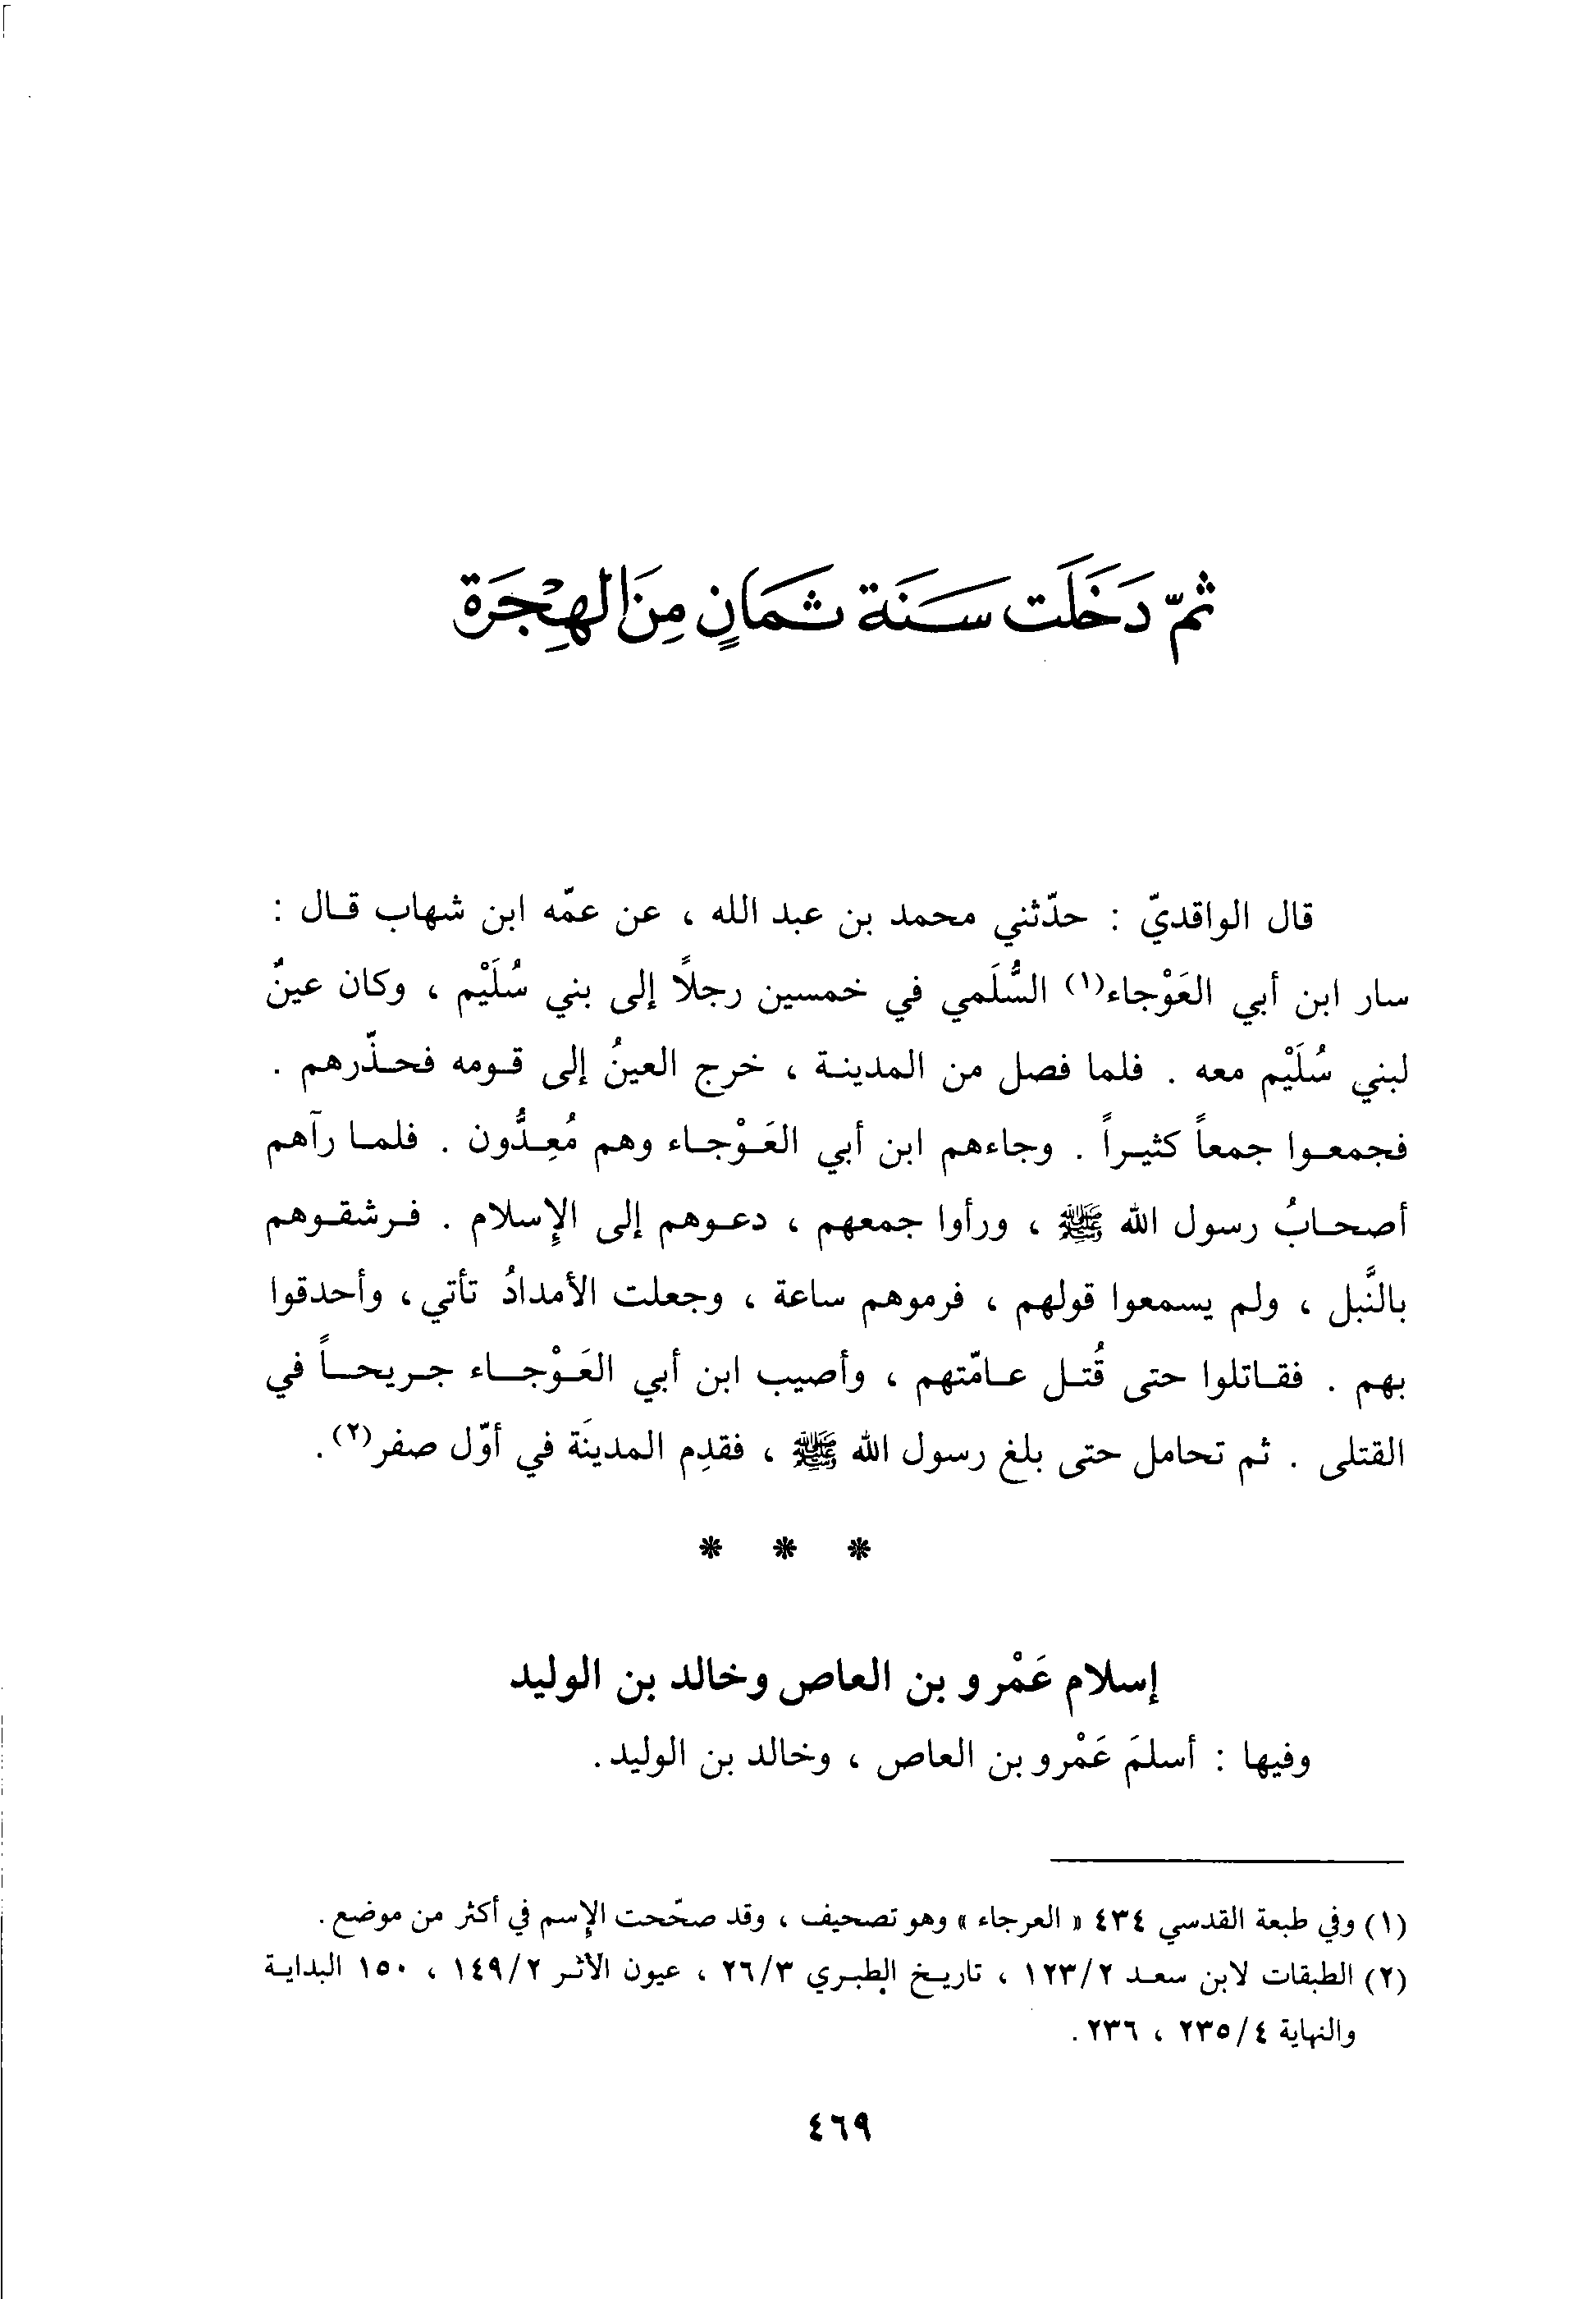 ثمّ دَخَلَت سَنَة ثَمَانٍ مِنَ الهِجْرَة
قال الواقديّ : حدّثني محمد بن عبد الله ، عن عمّه ابن شهاب قال :
سار ابن أبي العَوْجاء(١) السُّلَمي في خمسين رجلاً إلى بني سُلَيْم ، وكان عينٌ
لبني سُلَيْم معه . فلما فصل من المدينة ، خرج العينُ إلى قومه فحذّرهم .
فجمعوا جمعاً كثيراً . وجاءهم ابن أبي العَوْجاء وهم مُعِدُّون . فلما رآهم
أصحابُ رسول الله ﷺ ، ورأوا جمعهم ، دعوهم إلى الإِسلام . فرشقوهم
بالنَّبل ، ولم يسمعوا قولهم ، فرموهم ساعة ، وجعلت الأمدادُ تأتي، وأحدقوا
بهم . فقاتلوا حتى قُتل عامّتهم ، وأصيب ابن أبي العَوْجاء جريحاً في
القتلى . ثم تحامل حتى بلغ رسول الله ﷺ ، فقدِم المدينَة في أوّل صفر(٢).
* * *
إسلام عَمْرو بن العاص وخالد بن الوليد
وفيها : أسلمَ عَمْرو بن العاص ، وخالد بن الوليد.
(١) وفي طبعة القدسي ٤٣٤ « العرجاء » وهو تصحيف ، وقد صحّحت الإِسم في أكثر من موضع.
(٢) الطبقات لابن سعد ٢/١٢٣ ، تاريخ الطبري ٣/٢٦ ، عيون الأثر ٢/١٤٩ ، ١٥٠ البداية
والنهاية ٤/٢٣٥ ، ٢٣٦.
٤٦٩